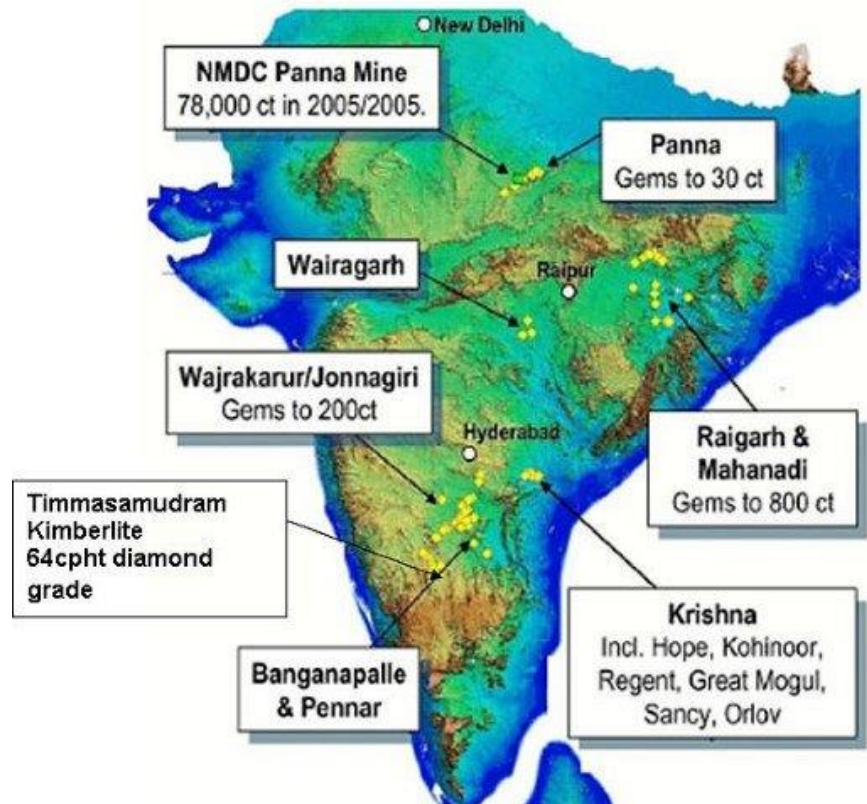 New Delhi
NMDC Panna Mine
78,000 ct in 2005/2005.
Panna
Gems to 30 ct
Wairagarh
Raipur
Wajrakarur/Jonnagiri
Gems to 200ct
Hyderabad
Raigarh &
Mahanadi
Gems to 800 ct
Timmasamudram
Kimberlite
64cpht diamond
grade
Krishna
Incl. Hope, Kohinoor,
Regent, Great Mogul,
Sancy, Orlov
Banganapalle
& Pennar